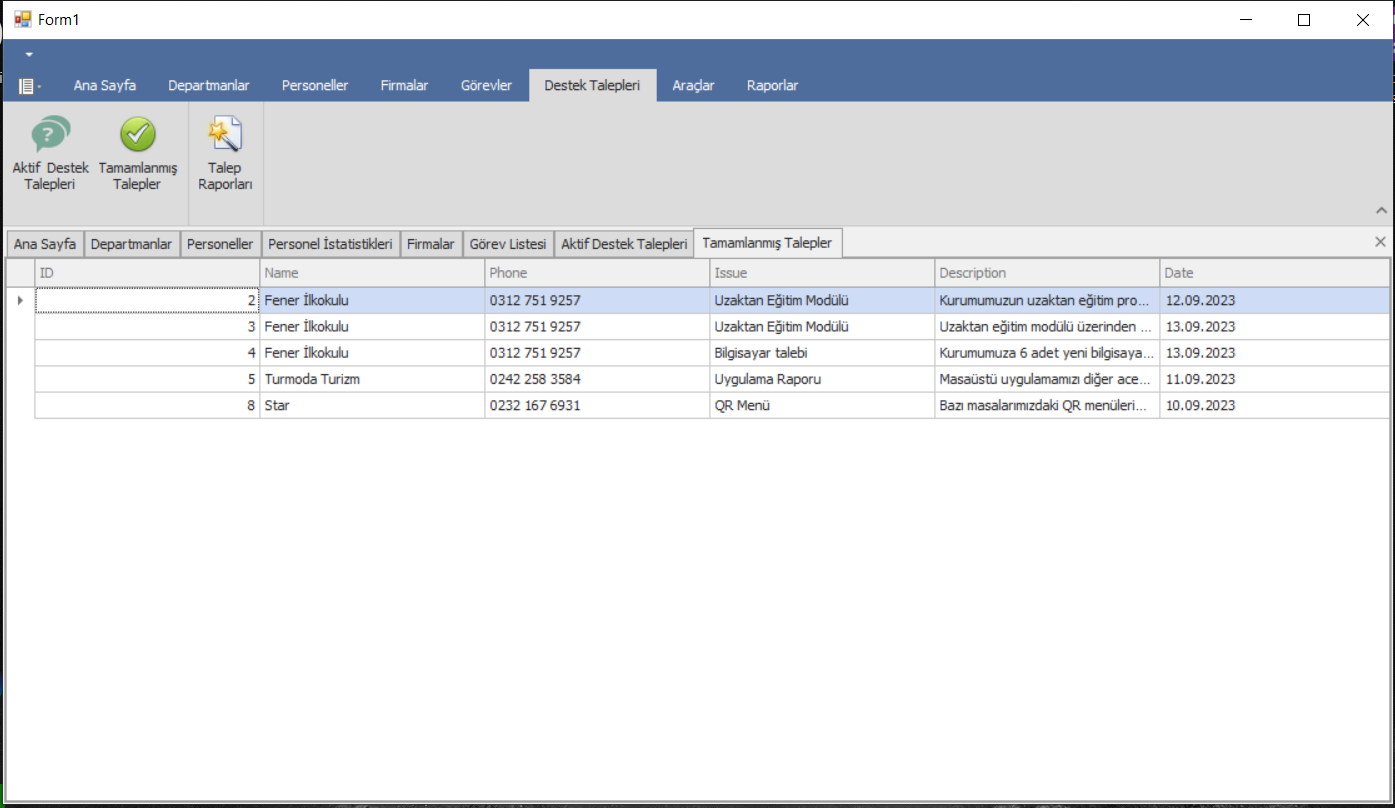 Form1
Ana Sayfa Departmanlar Personeller Firmalar Görevler Destek Talepleri Araçlar Raporlar
Aktif Destek Talepleri
Tamamlanmış Talepler
Talep Raporları
Ana Sayfa Departmanlar Personeller Personel İstatistikleri Firmalar Görev Listesi Aktif Destek Talepleri Tamamlanmış Talepler
ID Name Phone Issue Description Date
2 Fener İlkokulu 0312 751 9257 Uzaktan Eğitim Modülü Kurumumuzun uzaktan eğitim pro... 12.09.2023
3 Fener İlkokulu 0312 751 9257 Uzaktan Eğitim Modülü Uzaktan eğitim modülü üzerinden ... 13.09.2023
4 Fener İlkokulu 0312 751 9257 Bilgisayar talebi Kurumumuza 6 adet yeni bilgisaya... 13.09.2023
5 Turmoda Turizm 0242 258 3584 Uygulama Raporu Masaüstü uygulamamızı diğer ace... 11.09.2023
8 Star 0232 167 6931 QR Menü Bazı masalarımızdaki QR menüleri... 10.09.2023